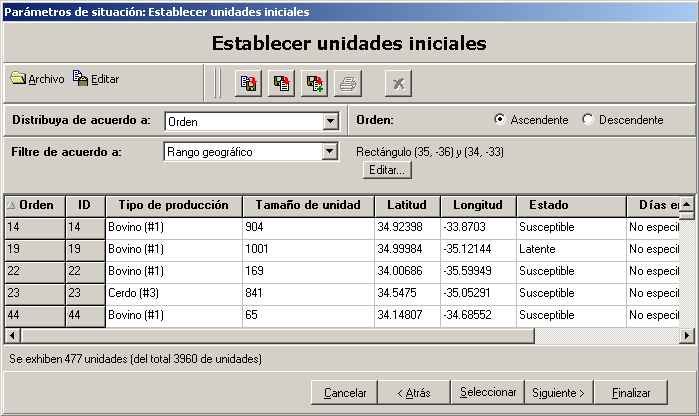 Parámetros de situación: Establecer unidades iniciales
Establecer unidades iniciales
Archivo Editar
Distribuya de acuerdo a: Orden Orden: Ascendente Descendente
Filtre de acuerdo a: Rango geográfico Rectángulo (35, -36) y (34, -33)
Editar...
Orden ID Tipo de producción Tamaño de unidad Latitud Longitud Estado Días e
14 14 Bovino (#1) 904 34.92398 -33.8703 Susceptible No especi
19 19 Bovino (#1) 1001 34.99984 -35.12144 Latente No especi
22 22 Bovino (#1) 169 34.00686 -35.59949 Susceptible No especi
23 23 Cerdo (#3) 841 34.5475 -35.05291 Susceptible No especi
44 44 Bovino (#1) 65 34.14807 -34.68552 Susceptible No especi
Se exhiben 477 unidades (del total 3960 de unidades)
Cancelar < Atrás Seleccionar Siguiente > Finalizar